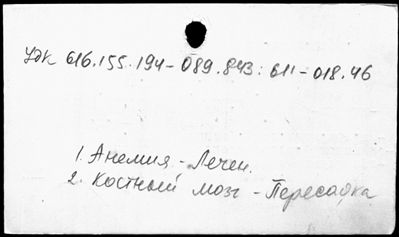 УДК 616.155.194-089.843:611-018.46
1. Анемия - Лечен.
2. Костный мозг - Пересадка